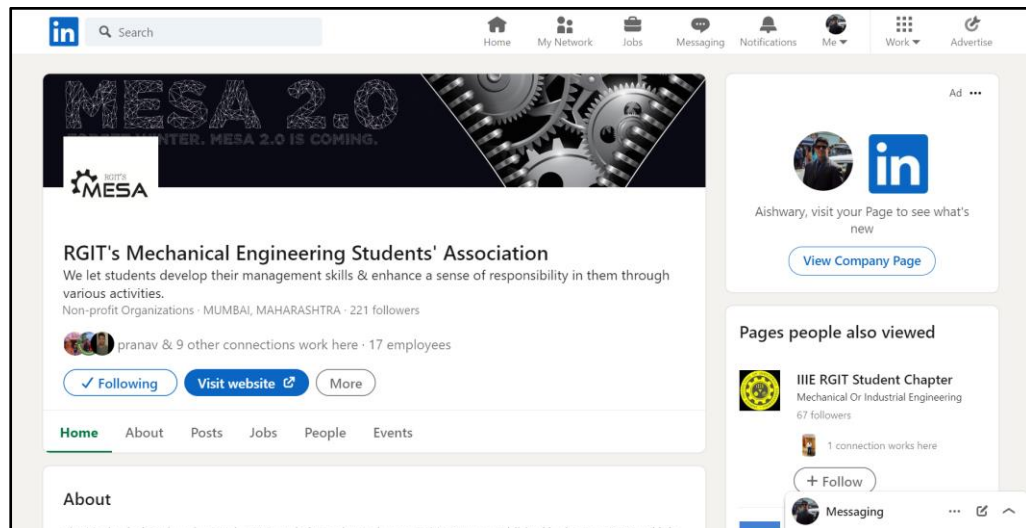 in
Search
Home
My Network
Jobs
Messaging
Notifications
Me
Work
Advertise
MESA 2.0
WINTER. MESA 2.0 IS COMING.
RGIT'S
MESA
RGIT's Mechanical Engineering Students' Association
We let students develop their management skills & enhance a sense of responsibility in them through
various activities.
Non-profit Organizations · MUMBAI, MAHARASHTRA · 221 followers
pranav & 9 other connections work here · 17 employees
✓ Following
Visit website
More
Home
About
Posts
Jobs
People
Events
About
Ad
in
Aishwary, visit your Page to see what's
new
View Company Page
Pages people also viewed
IIIE RGIT Student Chapter
Mechanical Or Industrial Engineering
67 followers
1 connection works here
+ Follow
Messaging